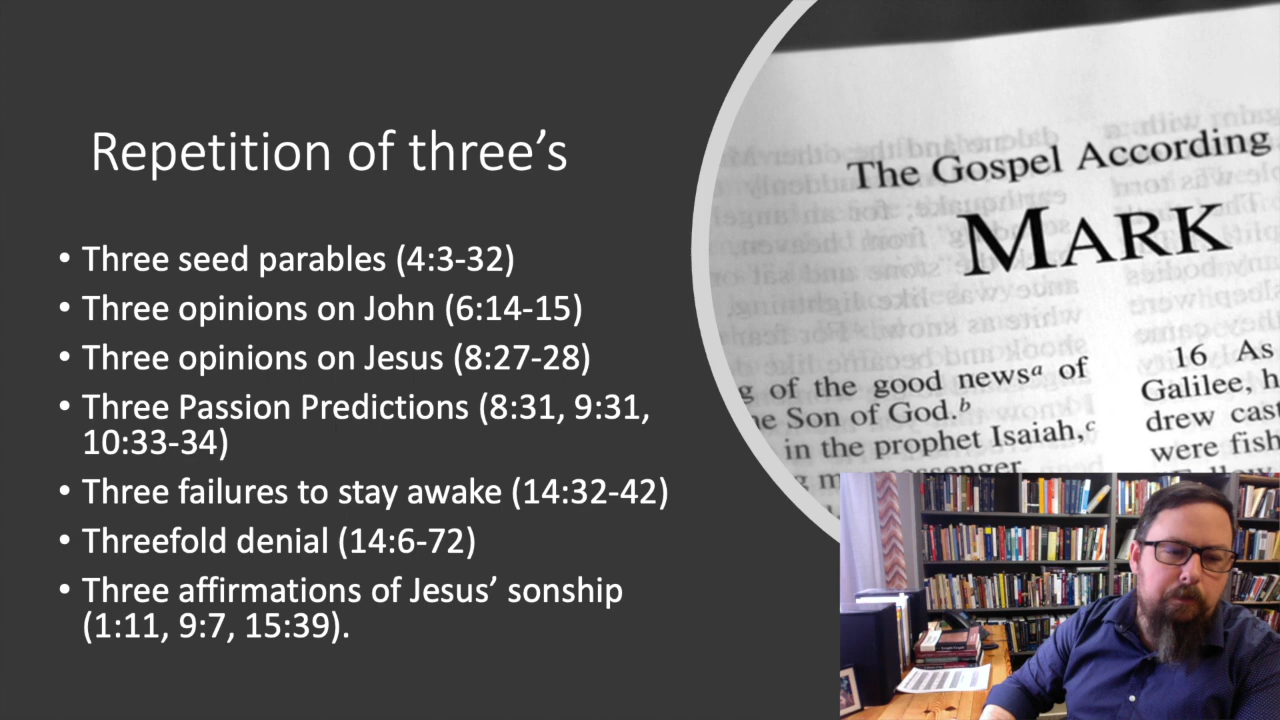 Repetition of three’s
• Three seed parables (4:3-32)
• Three opinions on John (6:14-15)
• Three opinions on Jesus (8:27-28)
• Three Passion Predictions (8:31, 9:31,
10:33-34)
• Three failures to stay awake (14:32-42)
• Threefold denial (14:6-72)
• Three affirmations of Jesus’ sonship
(1:11, 9:7, 15:39).
The Gospel According
MARK
of the good newsᵃ of
Son of God.ᵇ
in the prophet Isaiah,ᶜ
16 As
Galilee,
drew
were